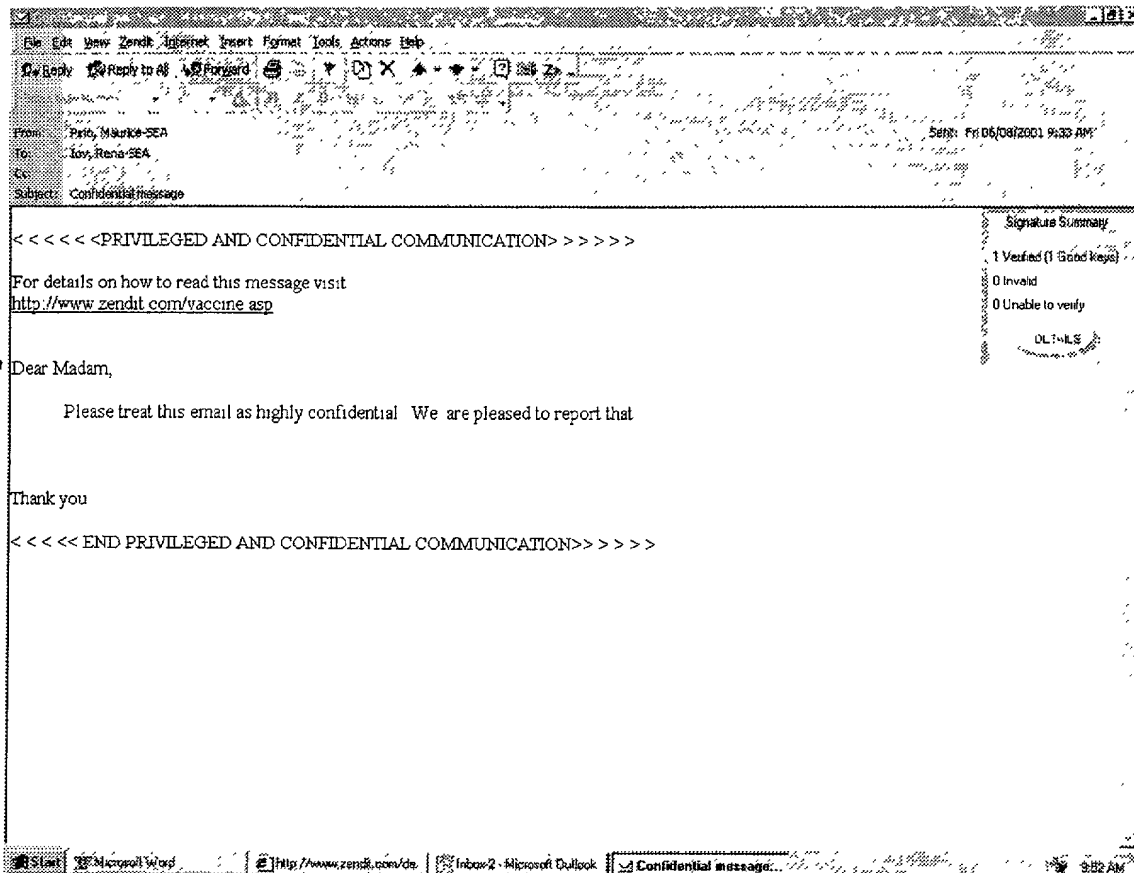 File Edit View Zendit Internet Insert Format Tools Actions Help
Reply Reply to All Forward
From: Maurice-SEA Sent: Fri 06/08/2001 9:33 AM
To: Iov, Rena-SEA
Cc:
Subject: Confidential message
< < < < < <PRIVILEGED AND CONFIDENTIAL COMMUNICATION> > > > > >
Signature Summary
1 Verified (1 Good keys)
0 Invalid
0 Unable to verify
DETAILS
For details on how to read this message visit
http://www zendit com/vaccine asp
Dear Madam,
Please treat this email as highly confidential We are pleased to report that
Thank you
< < < << END PRIVILEGED AND CONFIDENTIAL COMMUNICATION>> > > > >
Start Microsoft Word http://www.zendit.com/de Inbox-2 - Microsoft Outlook Confidential message... 9:52 AM